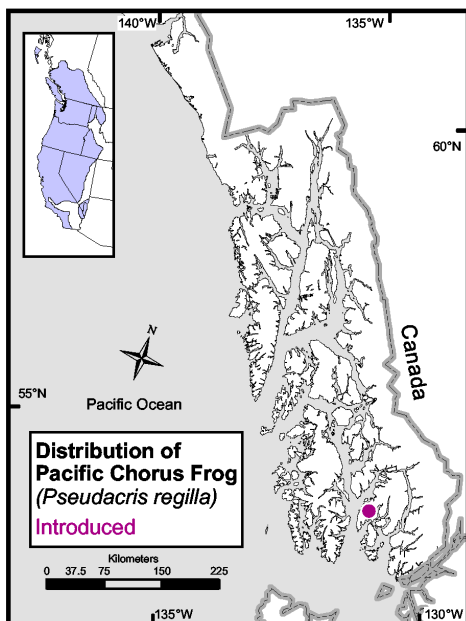 140°W
135°W
60°N
N
Canada
55°N
Pacific Ocean
Distribution of
Pacific Chorus Frog
(Pseudacris regilla)
Introduced
Kilometers
0 37.5 75 150 225
135°W
130°W